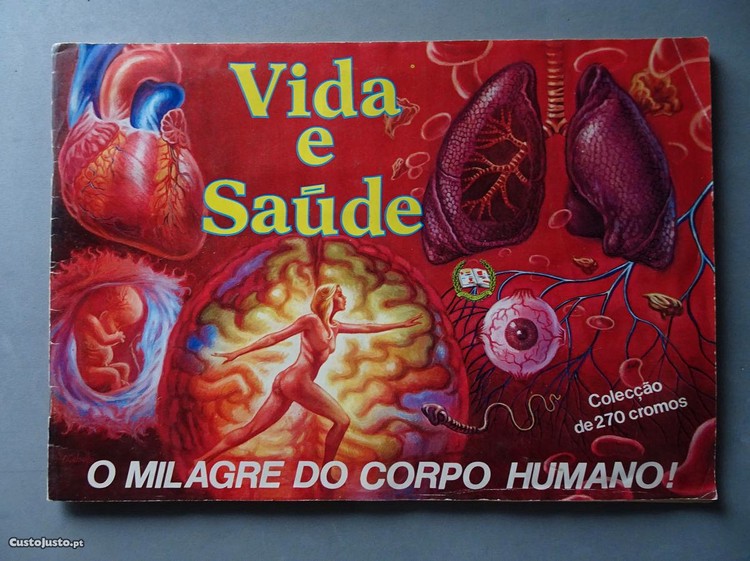 Vida
e
Saúde
Colecção
de 270 cromos
O MILAGRE DO CORPO HUMANO!
CustoJusto.pt